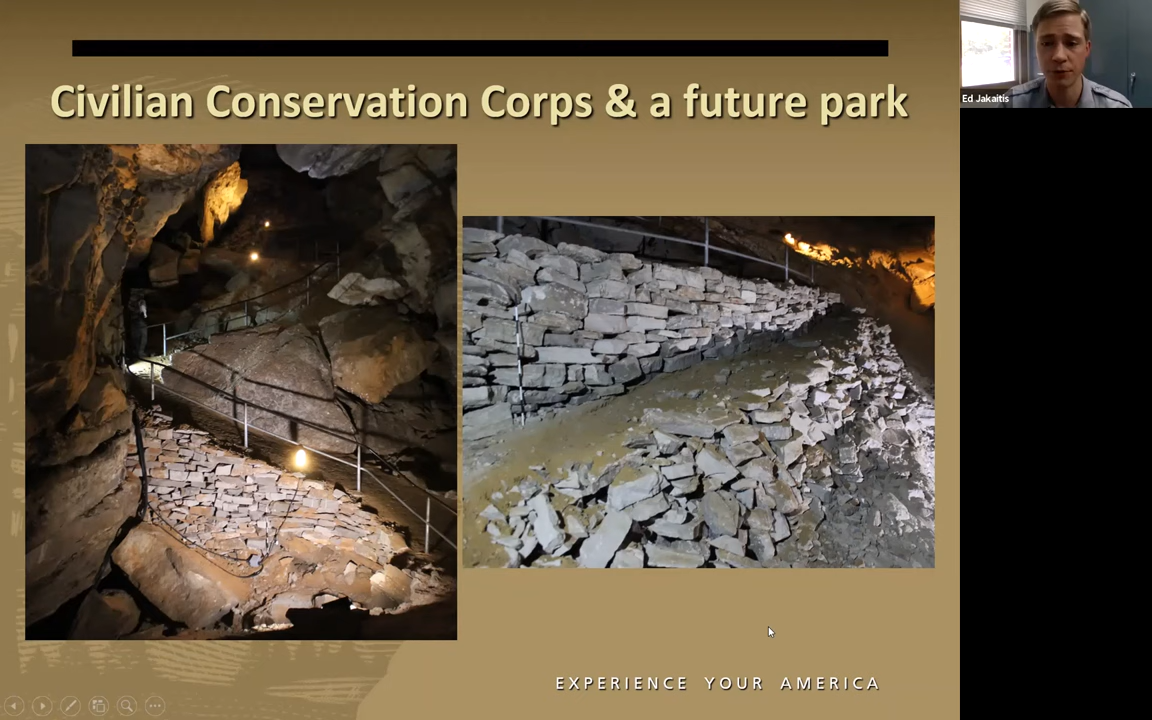 Civilian Conservation Corps & a future park
Ed Jakaitis
EXPERIENCE YOUR AMERICA